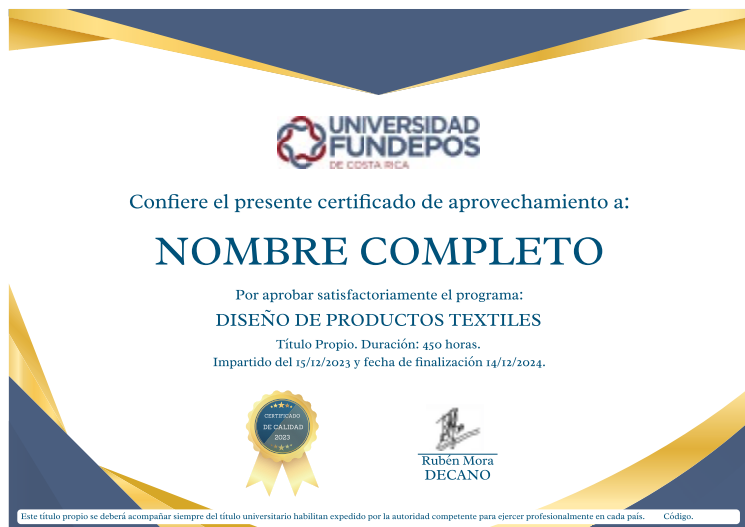 UNIVERSIDAD
FUNDEPOS
DE COSTA RICA
Confiere el presente certificado de aprovechamiento a:
NOMBRE COMPLETO
Por aprobar satisfactoriamente el programa:
DISEÑO DE PRODUCTOS TEXTILES
Título Propio. Duración: 450 horas.
Impartido del 15/12/2023 y fecha de finalización 14/12/2024.
CERTIFICADO
DE CALIDAD
2023
Rubén Mora
DECANO
Este título propio se deberá acompañar siempre del título universitario habilitan expedido por la autoridad competente para ejercer profesionalmente en cada país. Código.